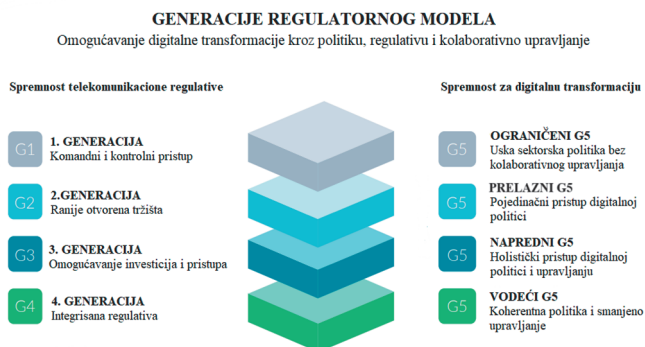 GENERACIJE REGULATORNOG MODELA
Omogućavanje digitalne transformacije kroz politiku, regulativu i kolaborativno upravljanje
Spremnost telekomunikacione regulative
G1
1. GENERACIJA
Komandni i kontrolni pristup
G2
2.GENERACIJA
Ranije otvorena tržišta
G3
3. GENERACIJA
Omogućavanje investicija i pristupa
G4
4. GENERACIJA
Integrisana regulativa
Spremnost za digitalnu transformaciju
G5
OGRANIČENI G5
Uska sektorska politika bez
kolaborativnog upravljanja
G5
PRELAZNI G5
Pojedinačni pristup digitalnoj
politici
G5
NAPREDNI G5
Holistički pristup digitalnoj
politici i upravljanju
G5
VODEĆI G5
Koherentna politika i smanjeno
upravljanje